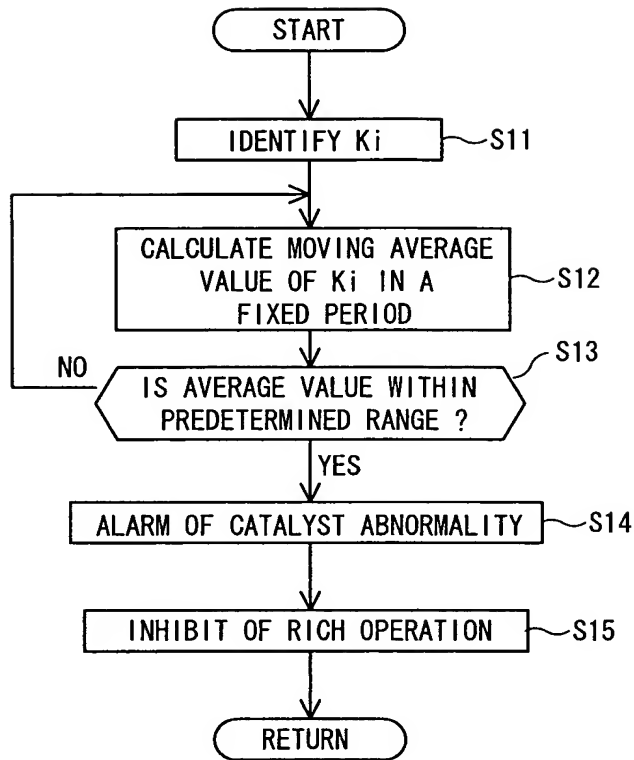 START
IDENTIFY Ki
S11
CALCULATE MOVING AVERAGE
VALUE OF Ki IN A
FIXED PERIOD
S12
S13
NO
IS AVERAGE VALUE WITHIN
PREDETERMINED RANGE ?
YES
ALARM OF CATALYST ABNORMALITY
S14
INHIBIT OF RICH OPERATION
S15
RETURN